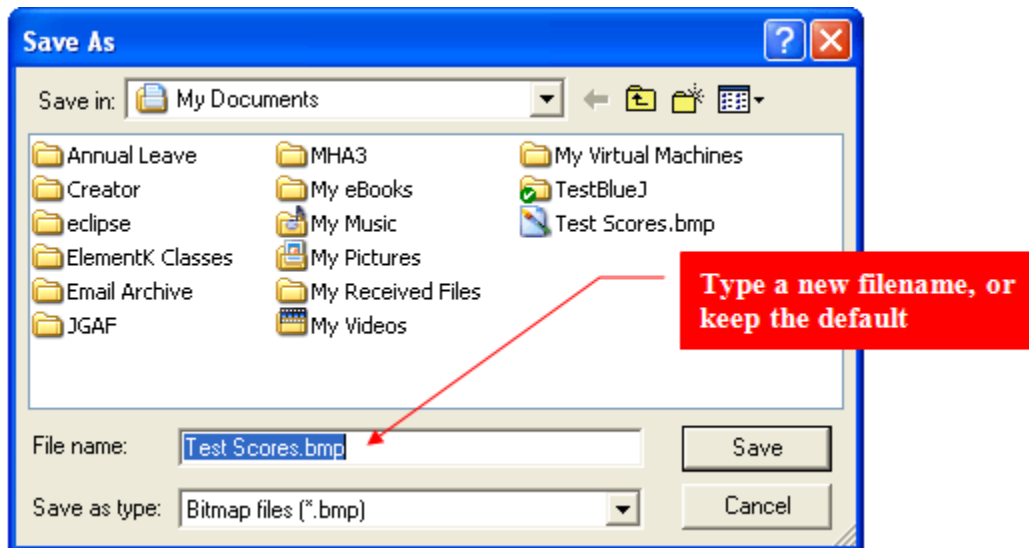 Save As
Save in: My Documents
Annual Leave MHA3 My Virtual Machines
Creator My eBooks TestBlueJ
eclipse My Music Test Scores.bmp
ElementK Classes My Pictures
Email Archive My Received Files
JGAF My Videos
Type a new filename, or
keep the default
File name: Test Scores.bmp Save
Save as type: Bitmap files (*.bmp) Cancel